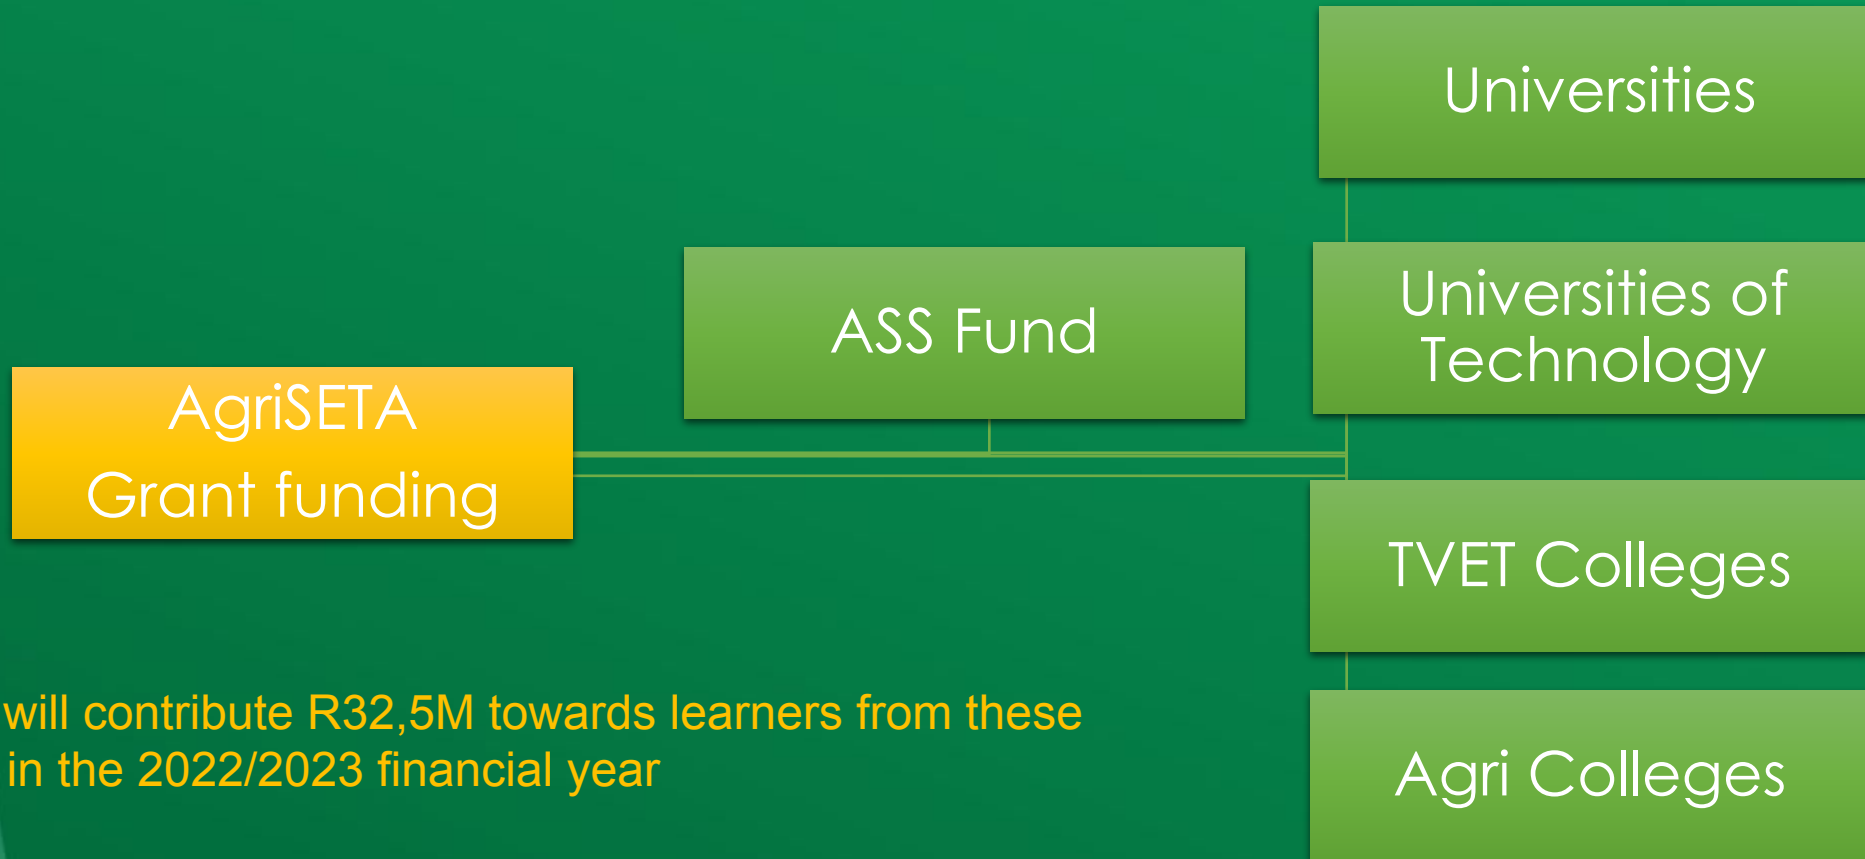 Universities
ASS Fund
Universities of
Technology
AgriSETA
Grant funding
TVET Colleges
Agri Colleges
will contribute R32,5M towards learners from these
in the 2022/2023 financial year